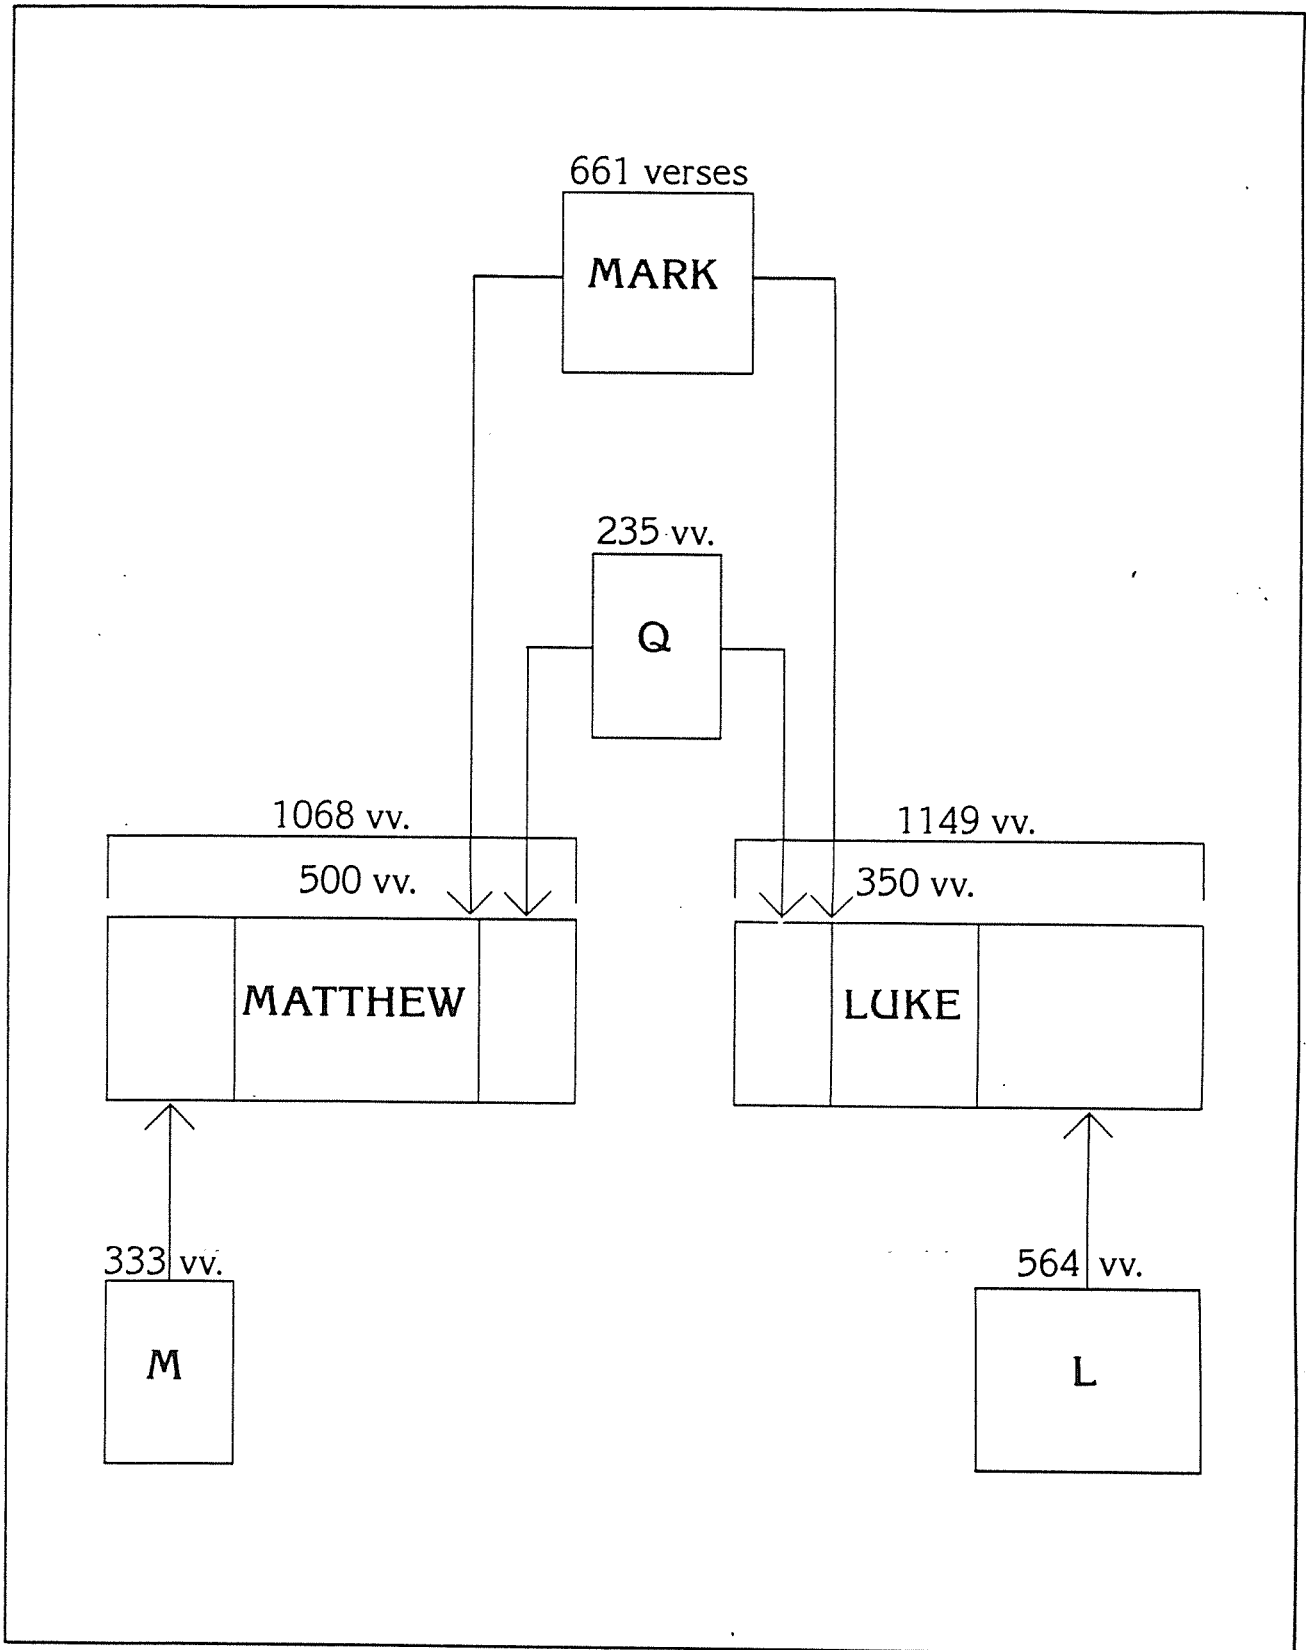 661 verses
MARK
235 vv.
Q
1068 vv.
1149 vv.
500 vv.
350 vv.
MATTHEW
LUKE
333 vv.
564 vv.
M
L